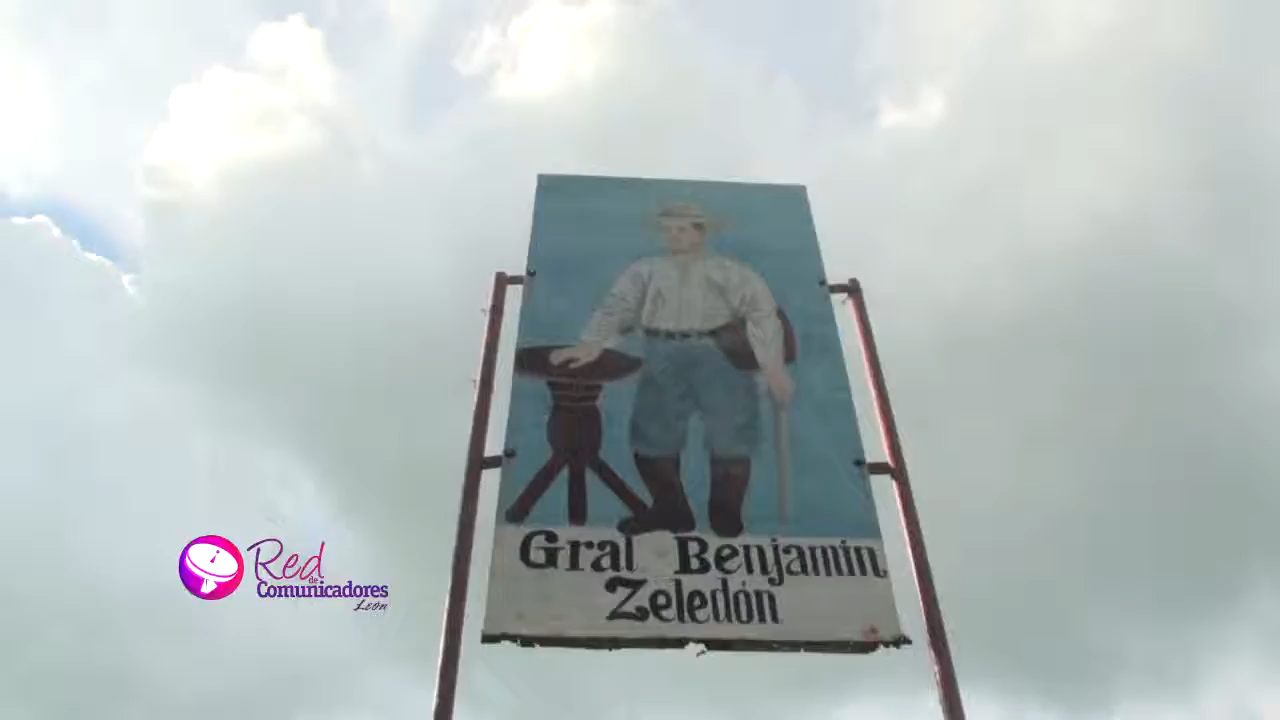 Gral Benjamin
Zeledón
Red
de
Comunicadores
León